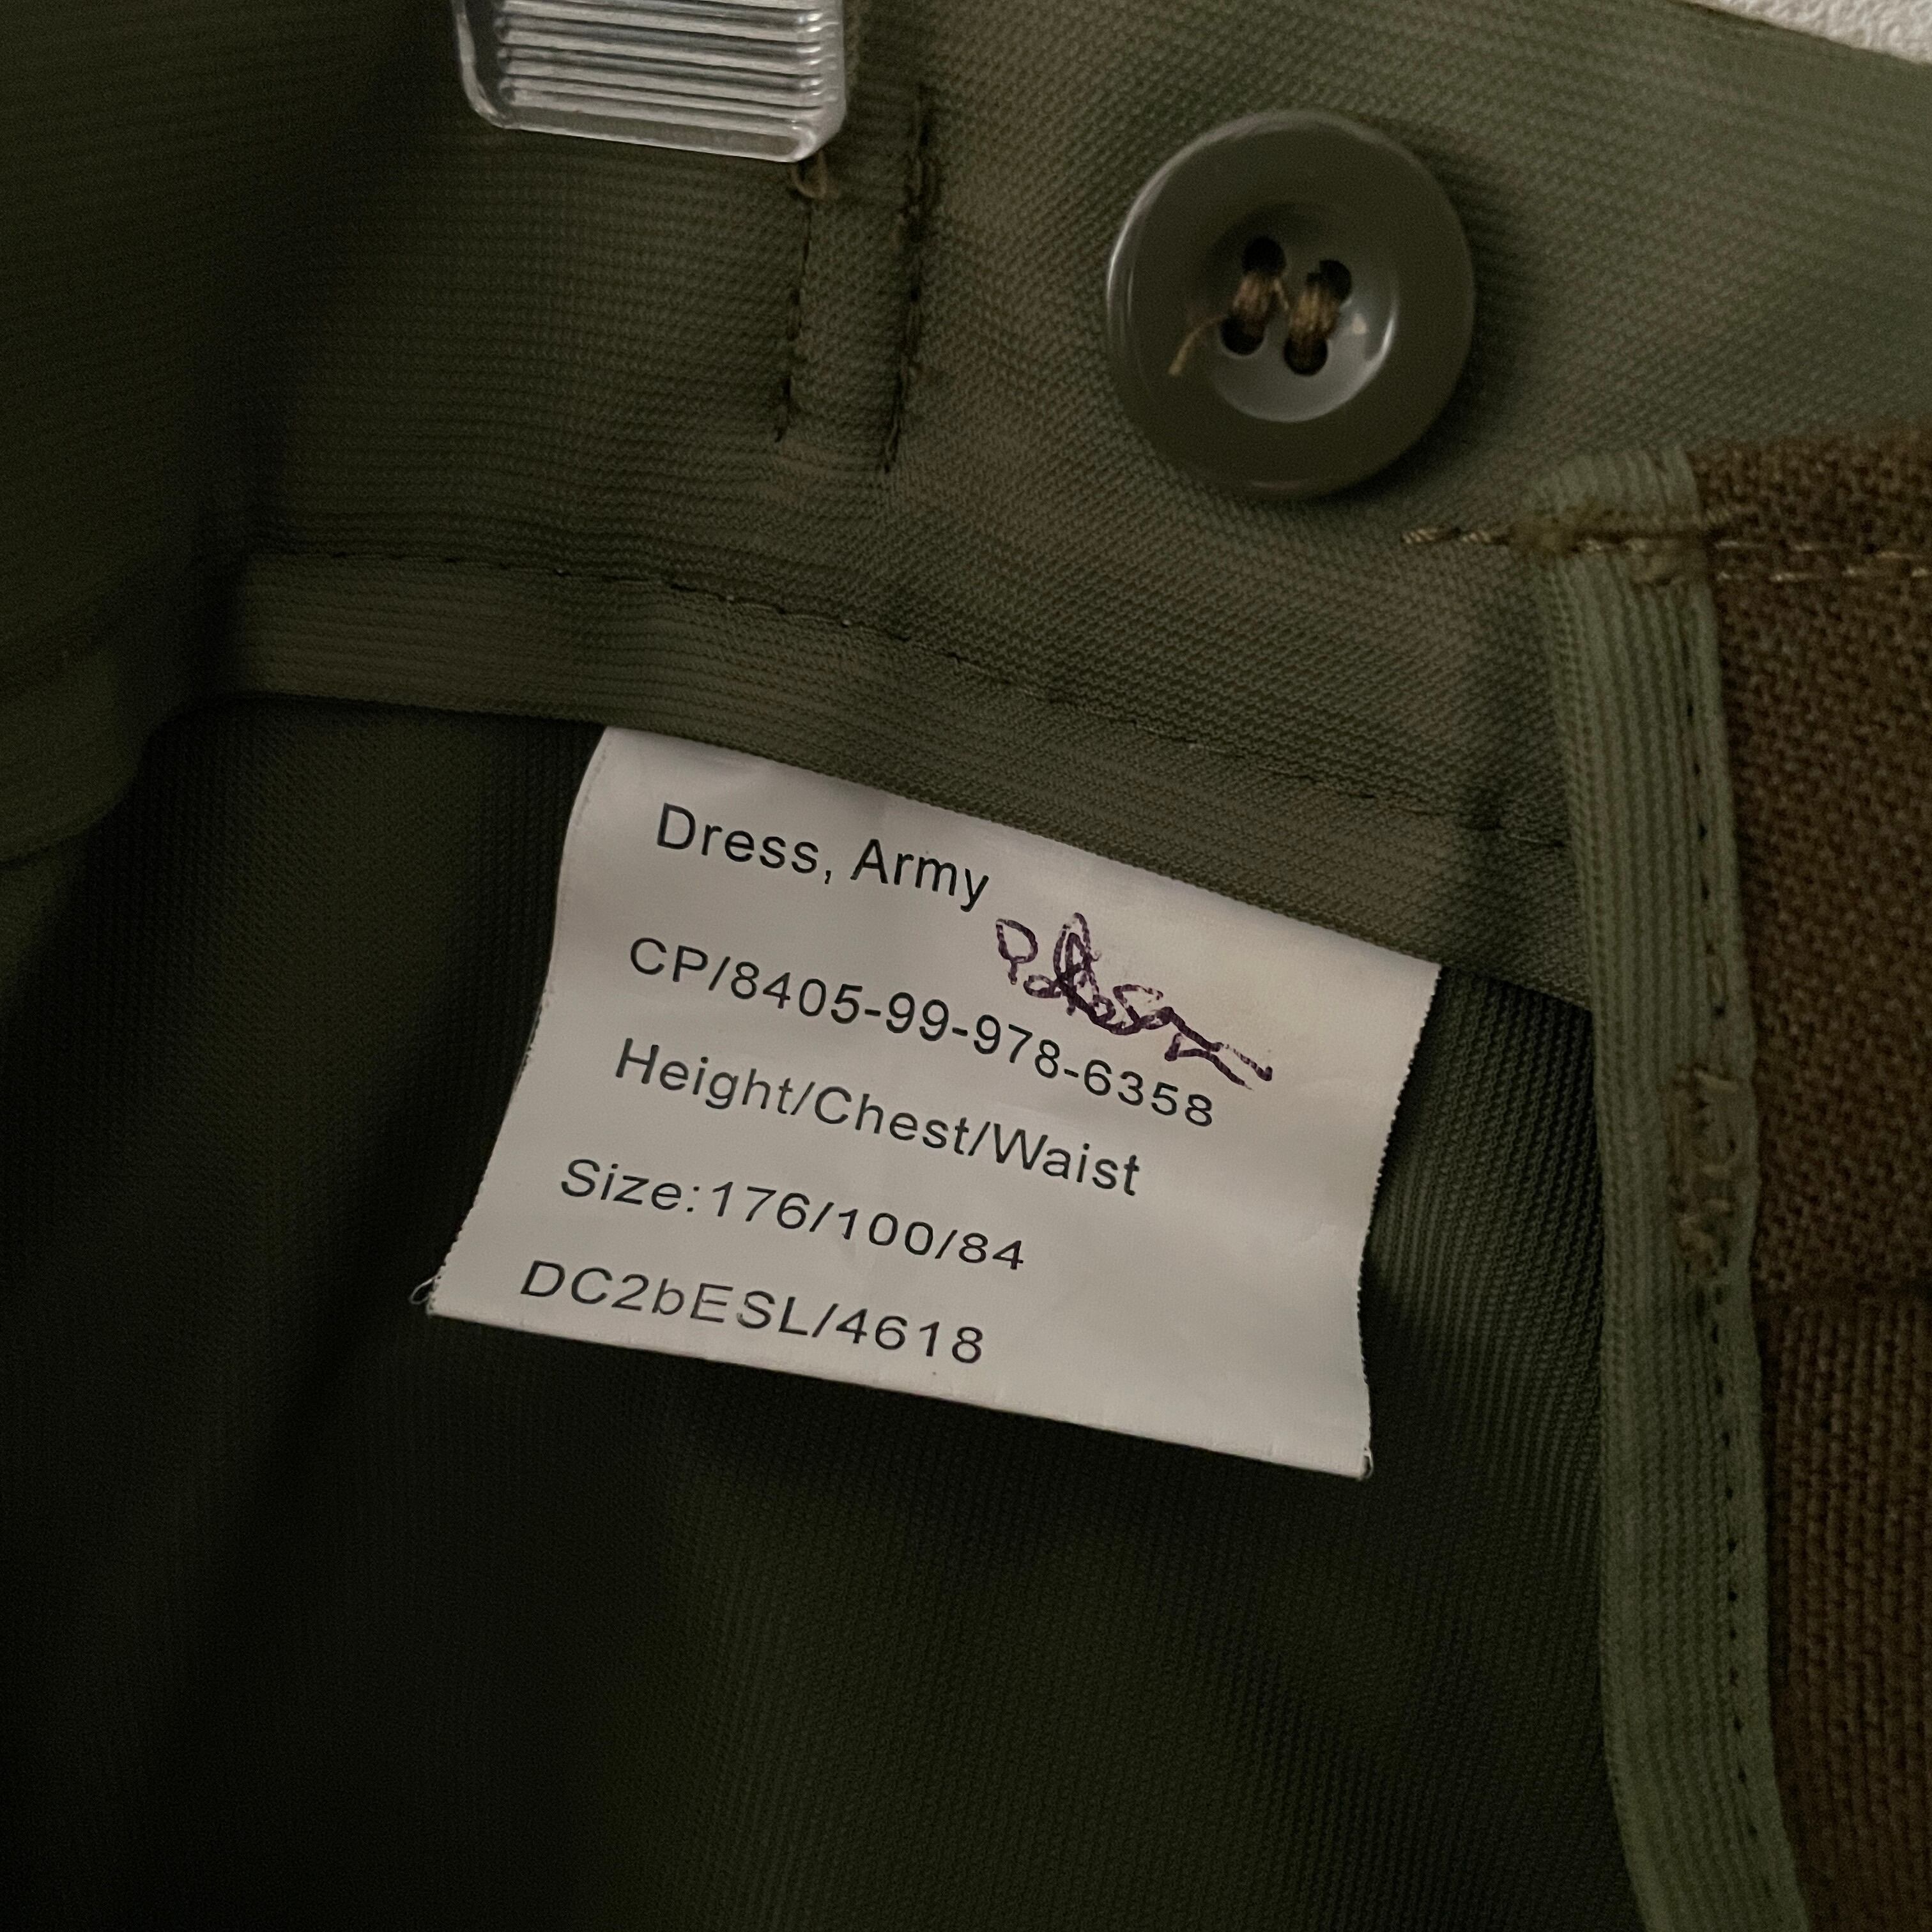 Dress, Army
CP/8405-99-978-6358
Height/Chest/Waist
Size:176/100/84
DC2bESL/4618